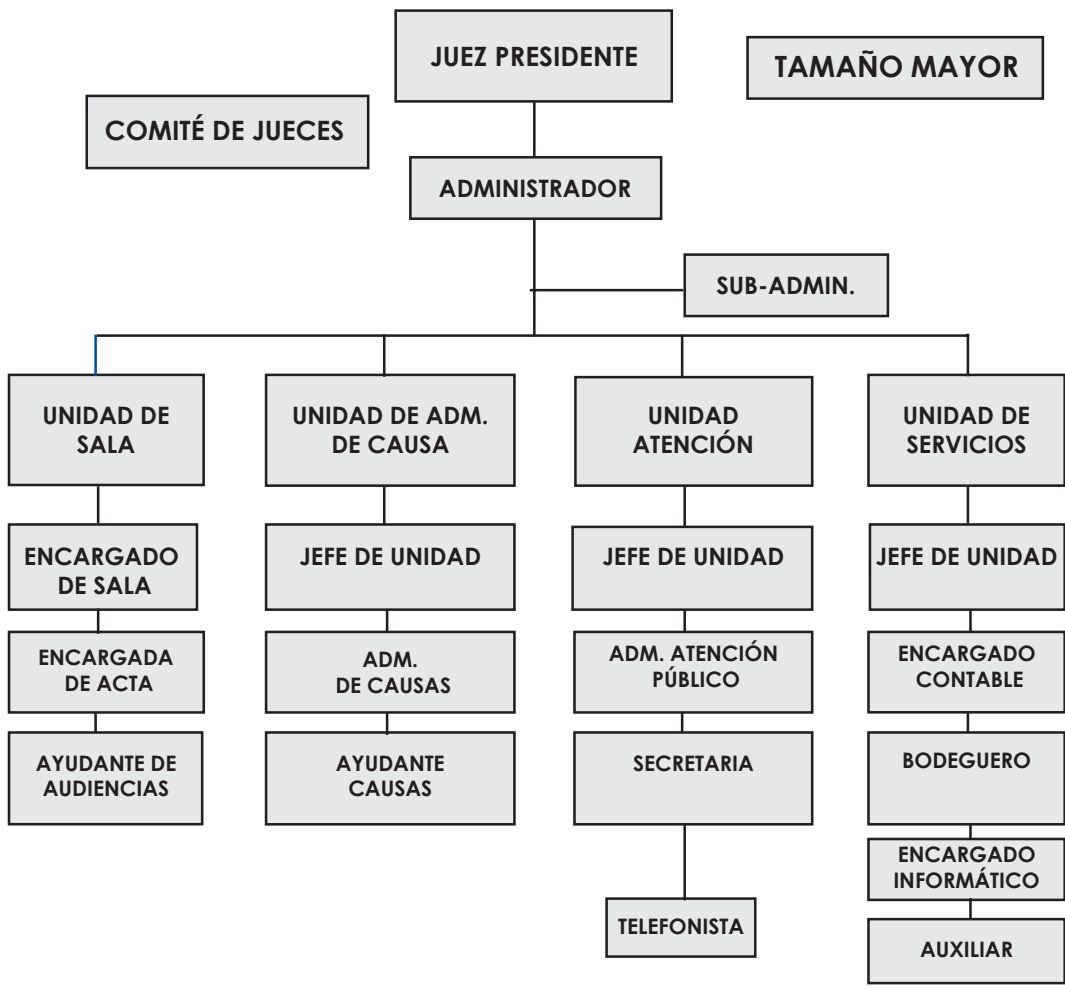 JUEZ PRESIDENTE
TAMAÑO MAYOR
COMITÉ DE JUECES
ADMINISTRADOR
SUB-ADMIN.
UNIDAD DE
SALA
UNIDAD DE ADM.
DE CAUSA
UNIDAD
ATENCIÓN
UNIDAD DE
SERVICIOS
ENCARGADO
DE SALA
JEFE DE UNIDAD
JEFE DE UNIDAD
JEFE DE UNIDAD
ENCARGADA
DE ACTA
ADM.
DE CAUSAS
ADM. ATENCIÓN
PÚBLICO
ENCARGADO
CONTABLE
AYUDANTE DE
AUDIENCIAS
AYUDANTE
CAUSAS
SECRETARIA
BODEGUERO
ENCARGADO
INFORMÁTICO
TELEFONISTA
AUXILIAR